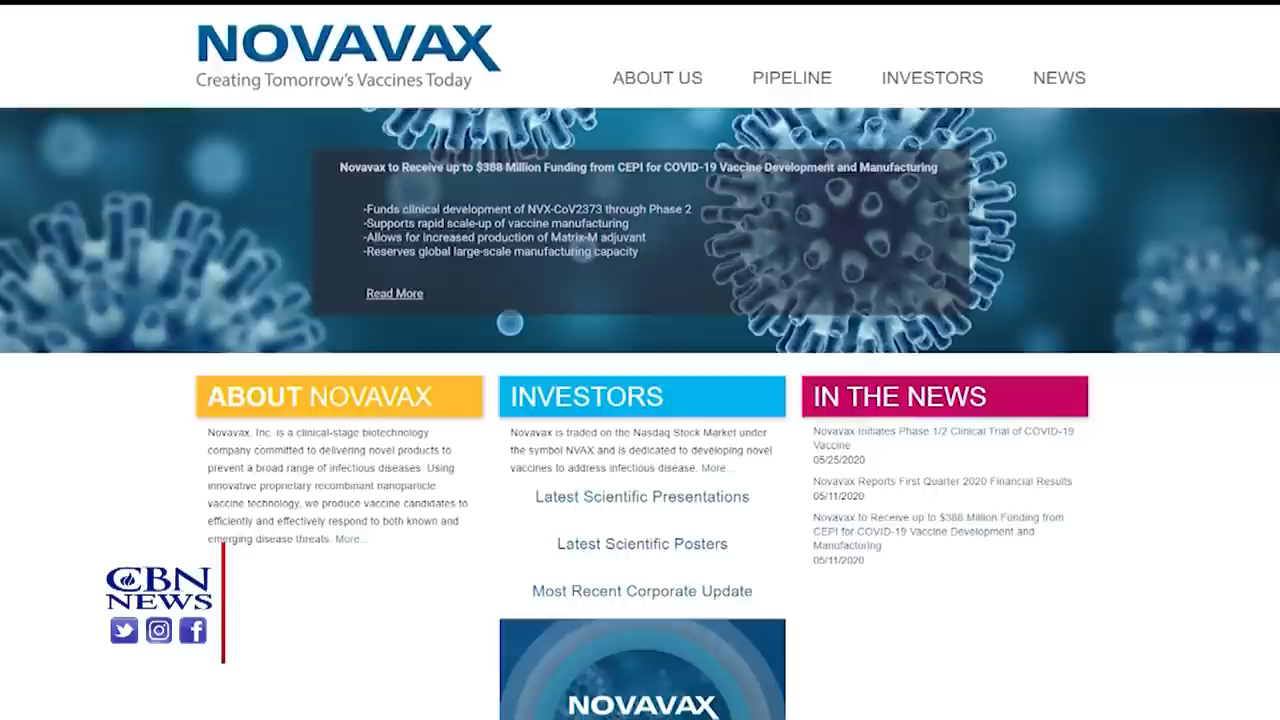 NOVAVAX
Creating Tomorrow's Vaccines Today
ABOUT US
PIPELINE
INVESTORS
NEWS
Novavax to Receive up to $388 Million Funding from CEPI for COVID-19 Vaccine Development and Manufacturing
-Funds clinical development of NVX-CoV2373 through Phase 2
-Supports rapid scale-up of vaccine manufacturing
-Allows for increased production of Matrix-M adjuvant
-Reserves global large-scale manufacturing capacity
Read More
ABOUT NOVAVAX
Novavax, Inc. is a clinical-stage biotechnology
company committed to delivering novel products to
prevent a broad range of infectious diseases. Using
innovative proprietary recombinant nanoparticle
vaccine technology, we produce vaccine candidates to
efficiently and effectively respond to both known and
emerging disease threats. More...
INVESTORS
Novavax is traded on the Nasdaq Stock Market under
the symbol NVAX and is dedicated to developing novel
vaccines to address infectious disease. More...
Latest Scientific Presentations
Latest Scientific Posters
Most Recent Corporate Update
NOVAVAX
IN THE NEWS
Novavax Initiates Phase 1/2 Clinical Trial of COVID-19
Vaccine
05/25/2020
Novavax Reports First Quarter 2020 Financial Results
05/11/2020
Novavax to Receive up to $388 Million Funding from
CEPI for COVID-19 Vaccine Development and
Manufacturing
05/11/2020
CBN
NEWS